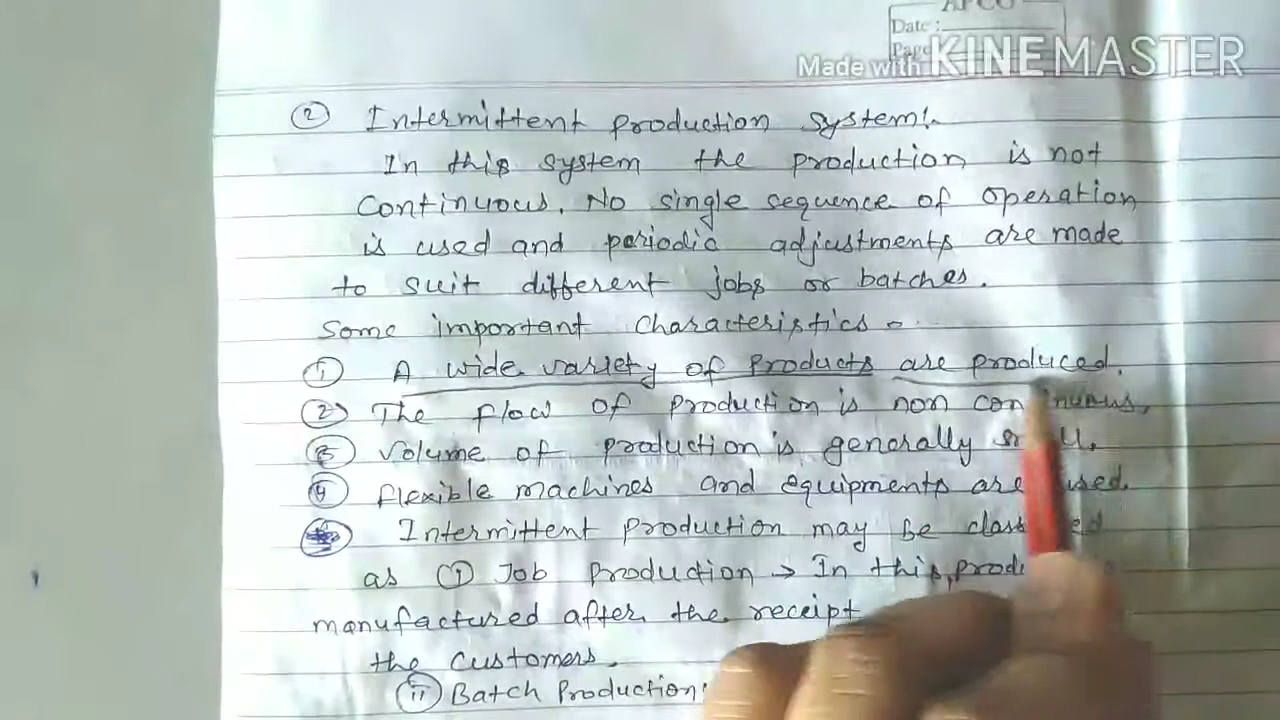 APCO
Date :
Page
Made with KINEMASTER
② Intermittent production system:-
In this system the production is not
continuous. No single sequence of operation
is used and periodic adjustments are made
to suit different jobs or batches.
Some important characteristics -
① A wide variety of products are produced.
② The flow of production is non continuous.
③ Volume of production is generally
④ flexible machines and equipments are used.
Intermittent production may be
as ① Job production → In this,
manufactured after the receipt
the customers.
ⅱ Batch Production: